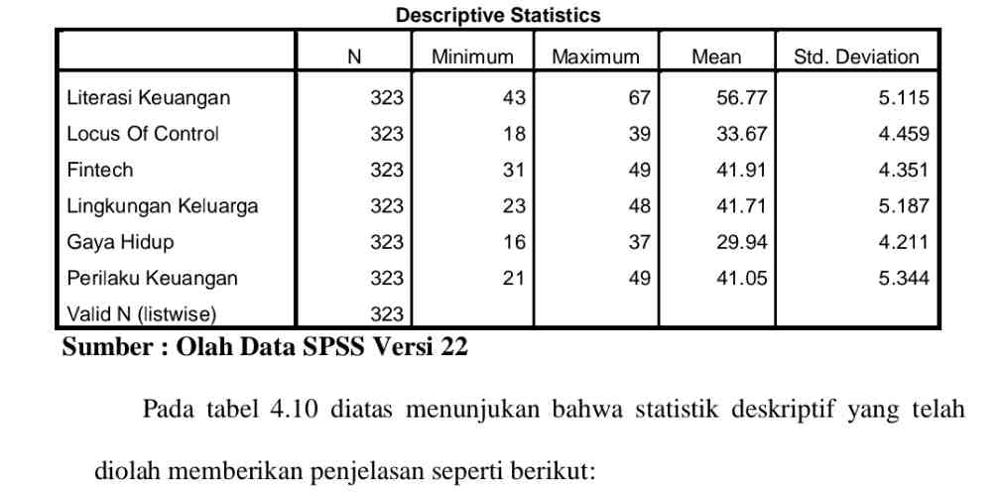 Descriptive Statistics
N Minimum Maximum Mean Std. Deviation
Literasi Keuangan 323 43 67 56.77 5.115
Locus Of Control 323 18 39 33.67 4.459
Fintech 323 31 49 41.91 4.351
Lingkungan Keluarga 323 23 48 41.71 5.187
Gaya Hidup 323 16 37 29.94 4.211
Perilaku Keuangan 323 21 49 41.05 5.344
Valid N (listwise) 323
Sumber : Olah Data SPSS Versi 22
Pada tabel 4.10 diatas menunjukan bahwa statistik deskriptif yang telah
diolah memberikan penjelasan seperti berikut: